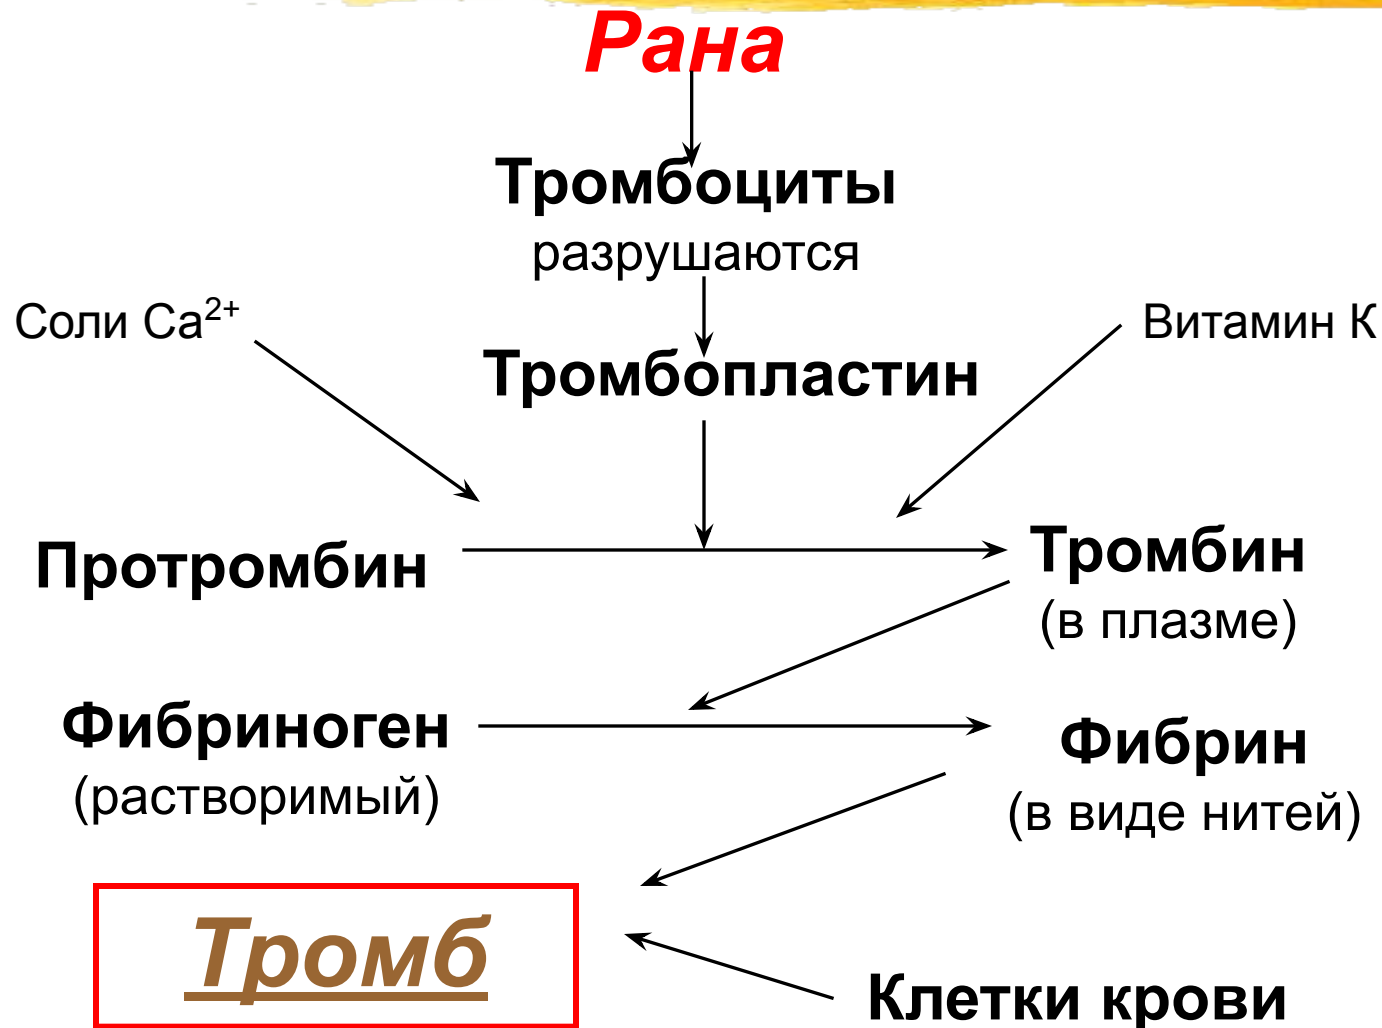 Рана
Тромбоциты
разрушаются
Соли Ca²⁺
Витамин К
Тромбопластин
Протромбин
Тромбин
(в плазме)
Фибриноген
(растворимый)
Фибрин
(в виде нитей)
Тромб
Клетки крови